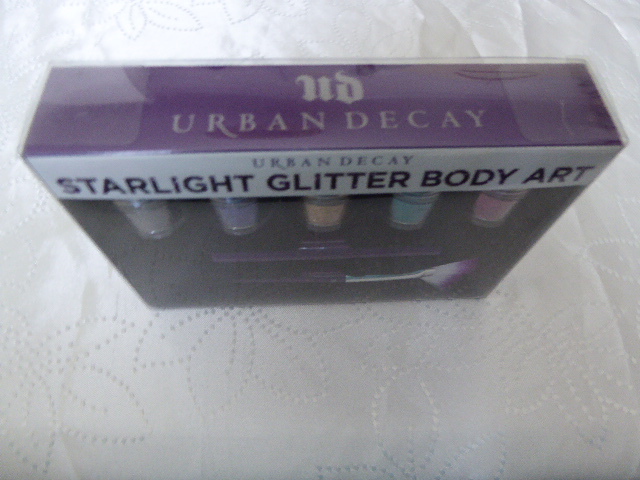 ud
URBAN DECAY
URBAN DECAY
STARLIGHT GLITTER BODY ART